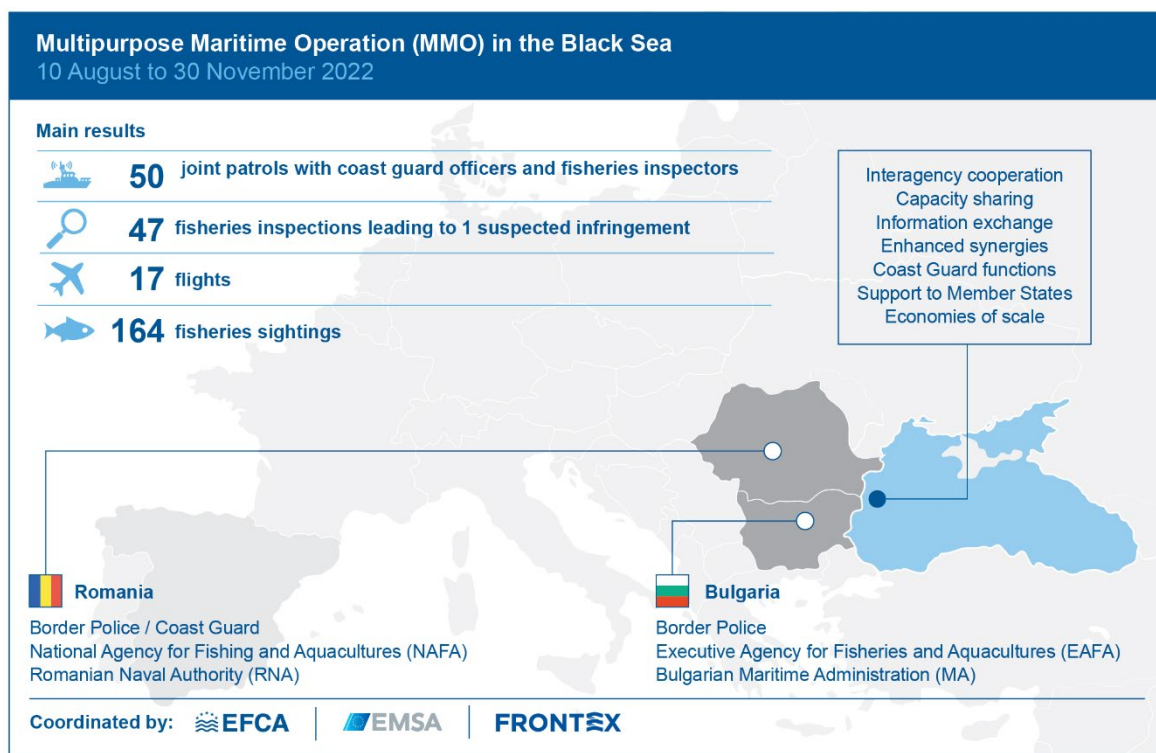 Multipurpose Maritime Operation (MMO) in the Black Sea
10 August to 30 November 2022
Main results
50 joint patrols with coast guard officers and fisheries inspectors
47 fisheries inspections leading to 1 suspected infringement
17 flights
164 fisheries sightings
Interagency cooperation
Capacity sharing
Information exchange
Enhanced synergies
Coast Guard functions
Support to Member States
Economies of scale
Romania
Border Police / Coast Guard
National Agency for Fishing and Aquacultures (NAFA)
Romanian Naval Authority (RNA)
Bulgaria
Border Police
Executive Agency for Fisheries and Aquacultures (EAFA)
Bulgarian Maritime Administration (MA)
Coordinated by: EFCA EMSA FRONTEX